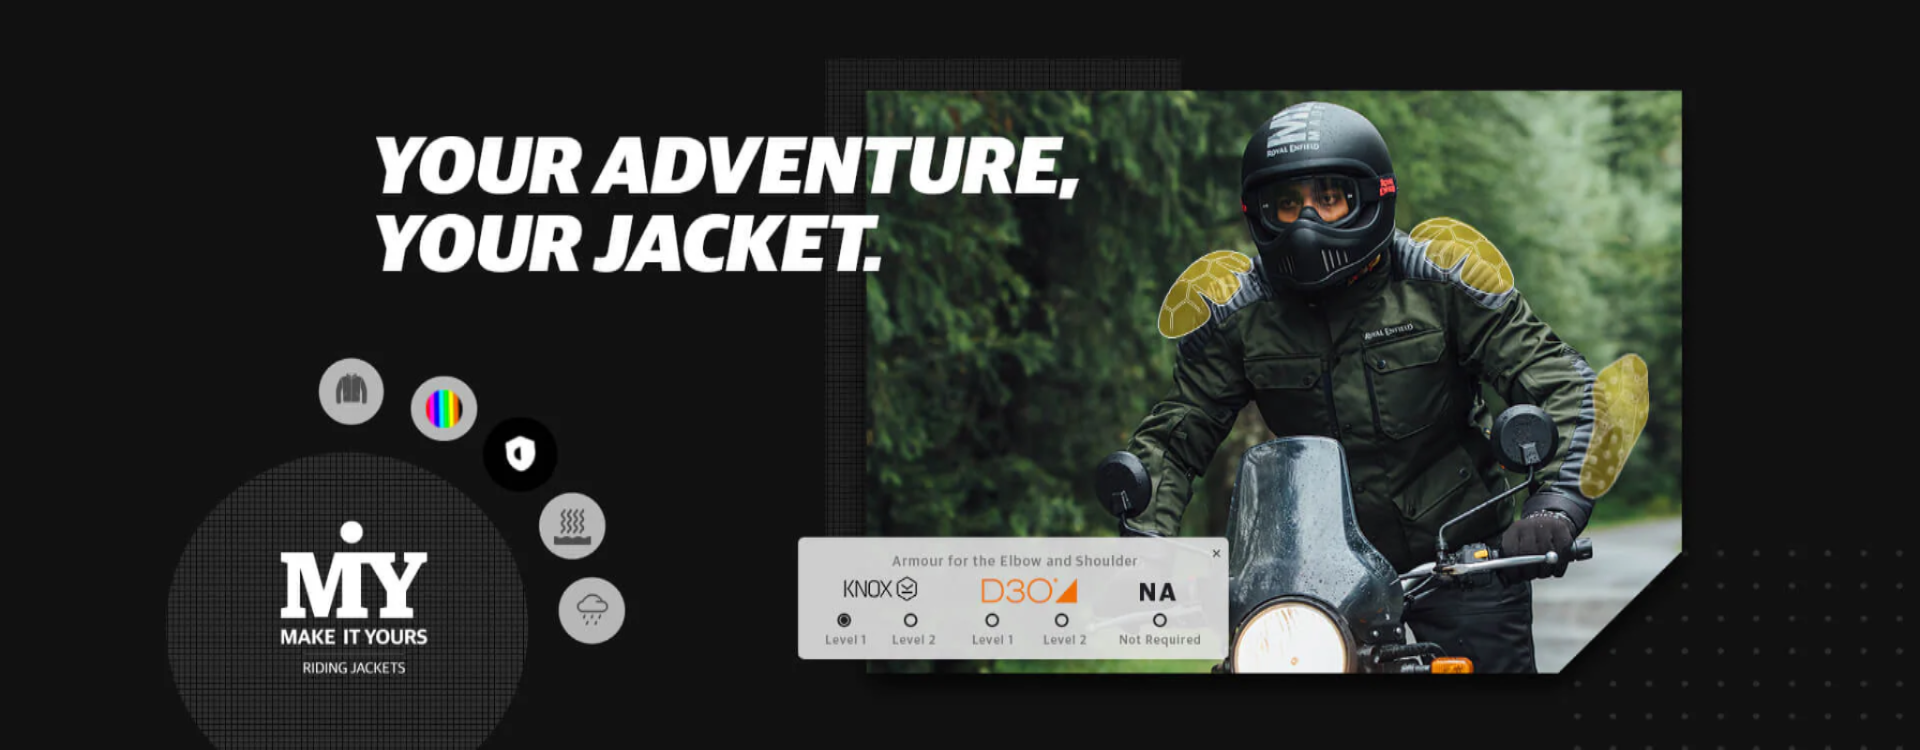 YOUR ADVENTURE,
YOUR JACKET.
ROYAL ENFIELD
ROYAL ENFIELD
MiY
MAKE IT YOURS
RIDING JACKETS
Armour for the Elbow and Shoulder
KNOX D3O NA
Level 1 Level 2 Level 1 Level 2 Not Required